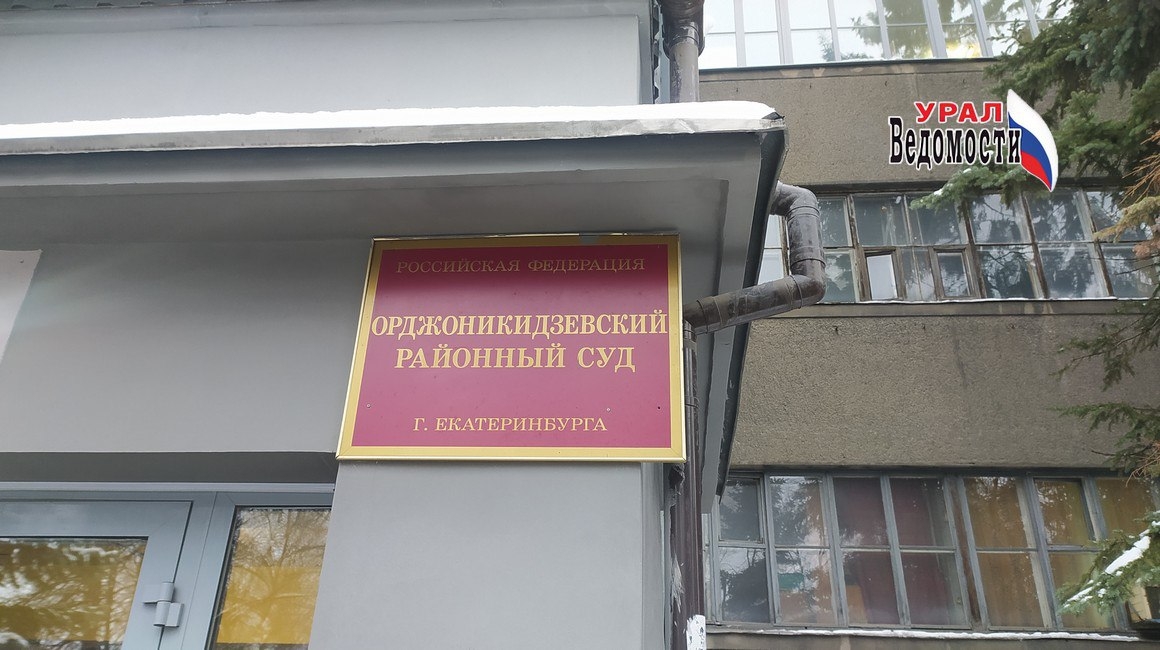 УРАЛ
ВЕДОМОСТИ
РОССИЙСКАЯ ФЕДЕРАЦИЯ
ОРДЖОНИКИДЗЕВСКИЙ
РАЙОННЫЙ СУД
Г. ЕКАТЕРИНБУРГА